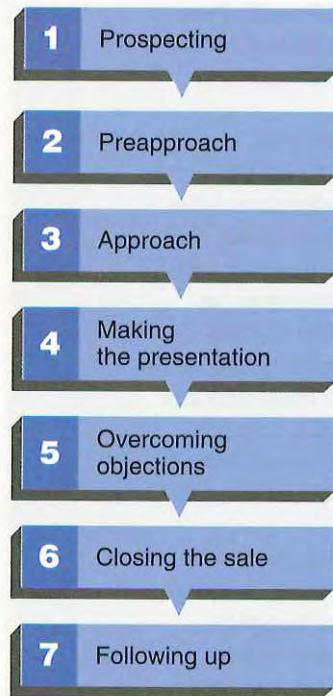 1 Prospecting
2 Preapproach
3 Approach
4 Making
the presentation
5 Overcoming
objections
6 Closing the sale
7 Following up